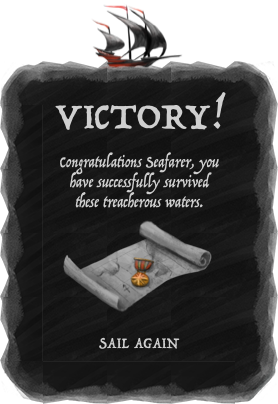 VICTORY!
Congratulations Seafarer, you
have successfully survived
these treacherous waters.
SAIL AGAIN